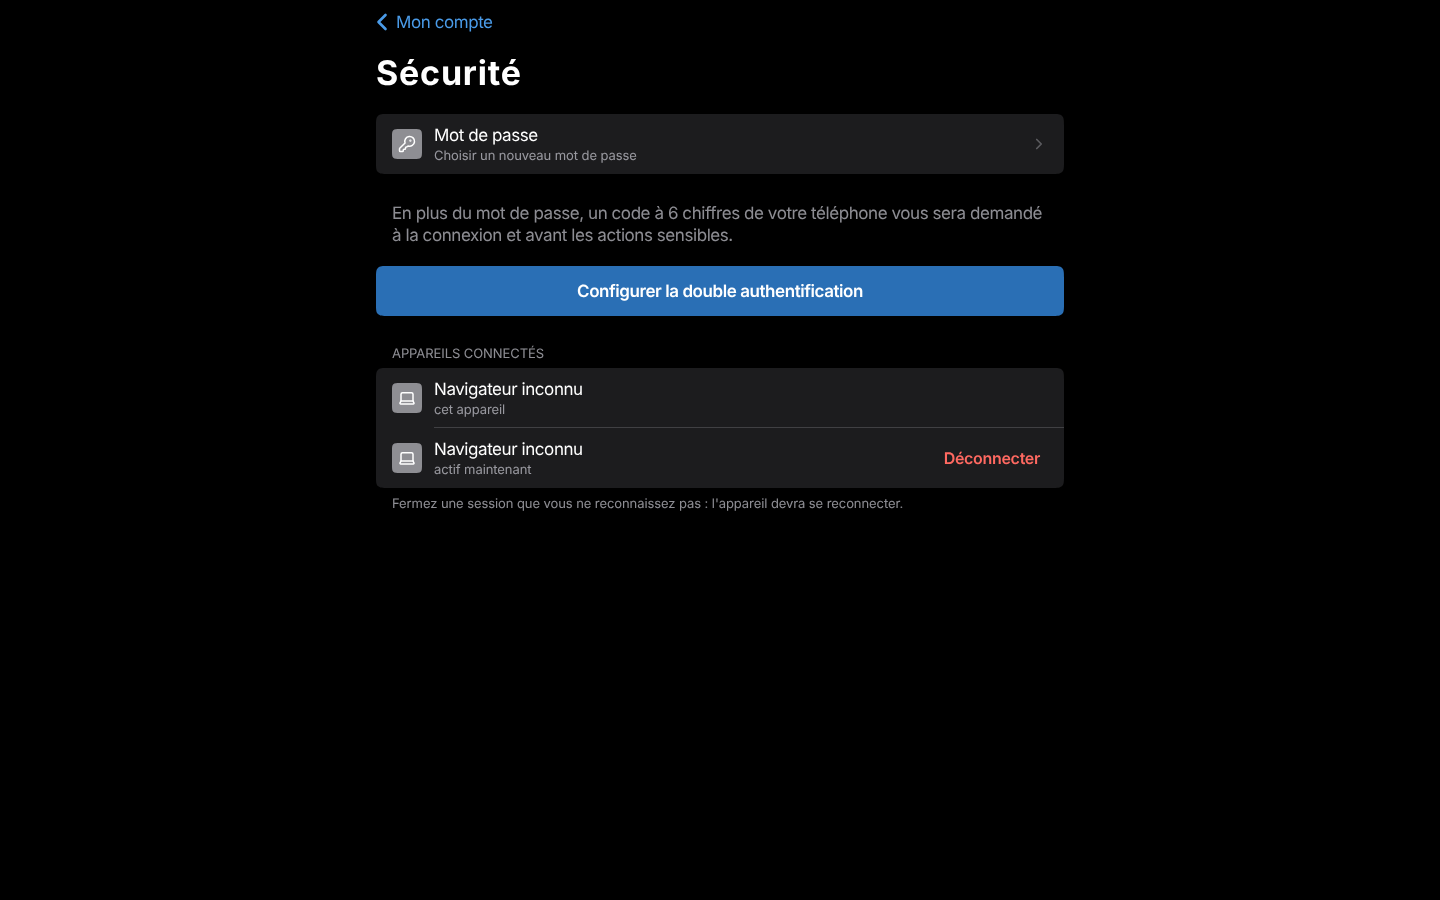 Mon compte
Sécurité
Mot de passe
Choisir un nouveau mot de passe
En plus du mot de passe, un code à 6 chiffres de votre téléphone vous sera demandé
à la connexion et avant les actions sensibles.
Configurer la double authentification
APPAREILS CONNECTÉS
Navigateur inconnu
cet appareil
Navigateur inconnu
actif maintenant
Déconnecter
Fermez une session que vous ne reconnaissez pas : l'appareil devra se reconnecter.